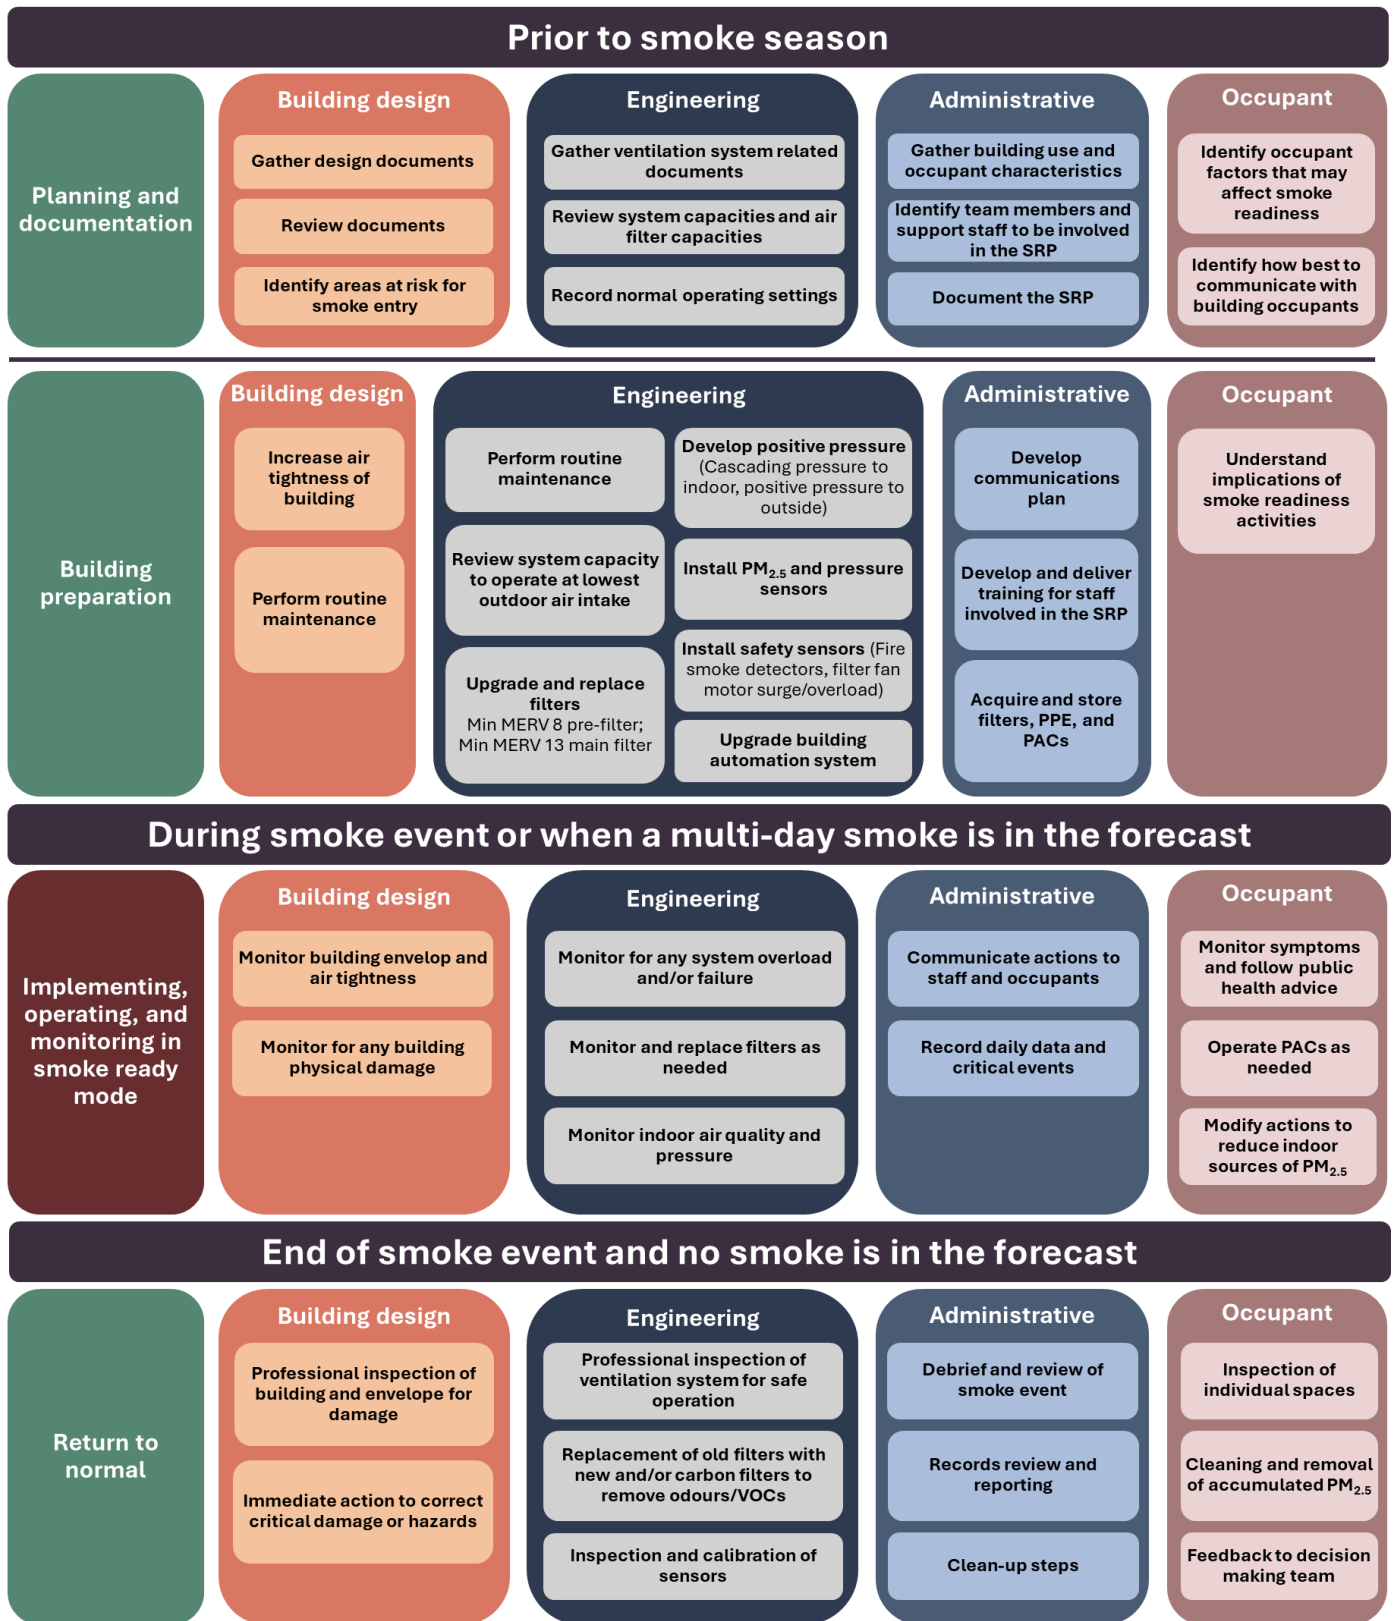 Prior to smoke season
Planning and
documentation
Building design
Gather design documents
Review documents
Identify areas at risk for
smoke entry
Engineering
Gather ventilation system related
documents
Review system capacities and air
filter capacities
Record normal operating settings
Administrative
Gather building use and
occupant characteristics
Identify team members and
support staff to be involved
in the SRP
Document the SRP
Occupant
Identify occupant
factors that may
affect smoke
readiness
Identify how best to
communicate with
building occupants
Building
preparation
Building design
Increase air
tightness of
building
Perform routine
maintenance
Engineering
Perform routine
maintenance
Review system capacity
to operate at lowest
outdoor air intake
Upgrade and replace
filters
Min MERV 8 pre-filter;
Min MERV 13 main filter
Develop positive pressure
(Cascading pressure to
indoor, positive pressure to
outside)
Install PM2.5 and pressure
sensors
Install safety sensors (Fire
smoke detectors, filter fan
motor surge/overload)
Upgrade building
automation system
Administrative
Develop
communications
plan
Develop and deliver
training for staff
involved in the SRP
Acquire and store
filters, PPE, and
PACs
Occupant
Understand
implications of
smoke readiness
activities
During smoke event or when a multi-day smoke is in the forecast
Implementing,
operating, and
monitoring in
smoke ready
mode
Building design
Monitor building envelop and
air tightness
Monitor for any building
physical damage
Engineering
Monitor for any system overload
and/or failure
Monitor and replace filters as
needed
Monitor indoor air quality and
pressure
Administrative
Communicate actions to
staff and occupants
Record daily data and
critical events
Occupant
Monitor symptoms
and follow public
health advice
Operate PACs as
needed
Modify actions to
reduce indoor
sources of PM2.5
End of smoke event and no smoke is in the forecast
Return to
normal
Building design
Professional inspection of
building and envelope for
damage
Immediate action to correct
critical damage or hazards
Engineering
Professional inspection of
ventilation system for safe
operation
Replacement of old filters with
new and/or carbon filters to
remove odours/VOCs
Inspection and calibration of
sensors
Administrative
Debrief and review of
smoke event
Records review and
reporting
Clean-up steps
Occupant
Inspection of
individual spaces
Cleaning and removal
of accumulated PM2.5
Feedback to decision
making team